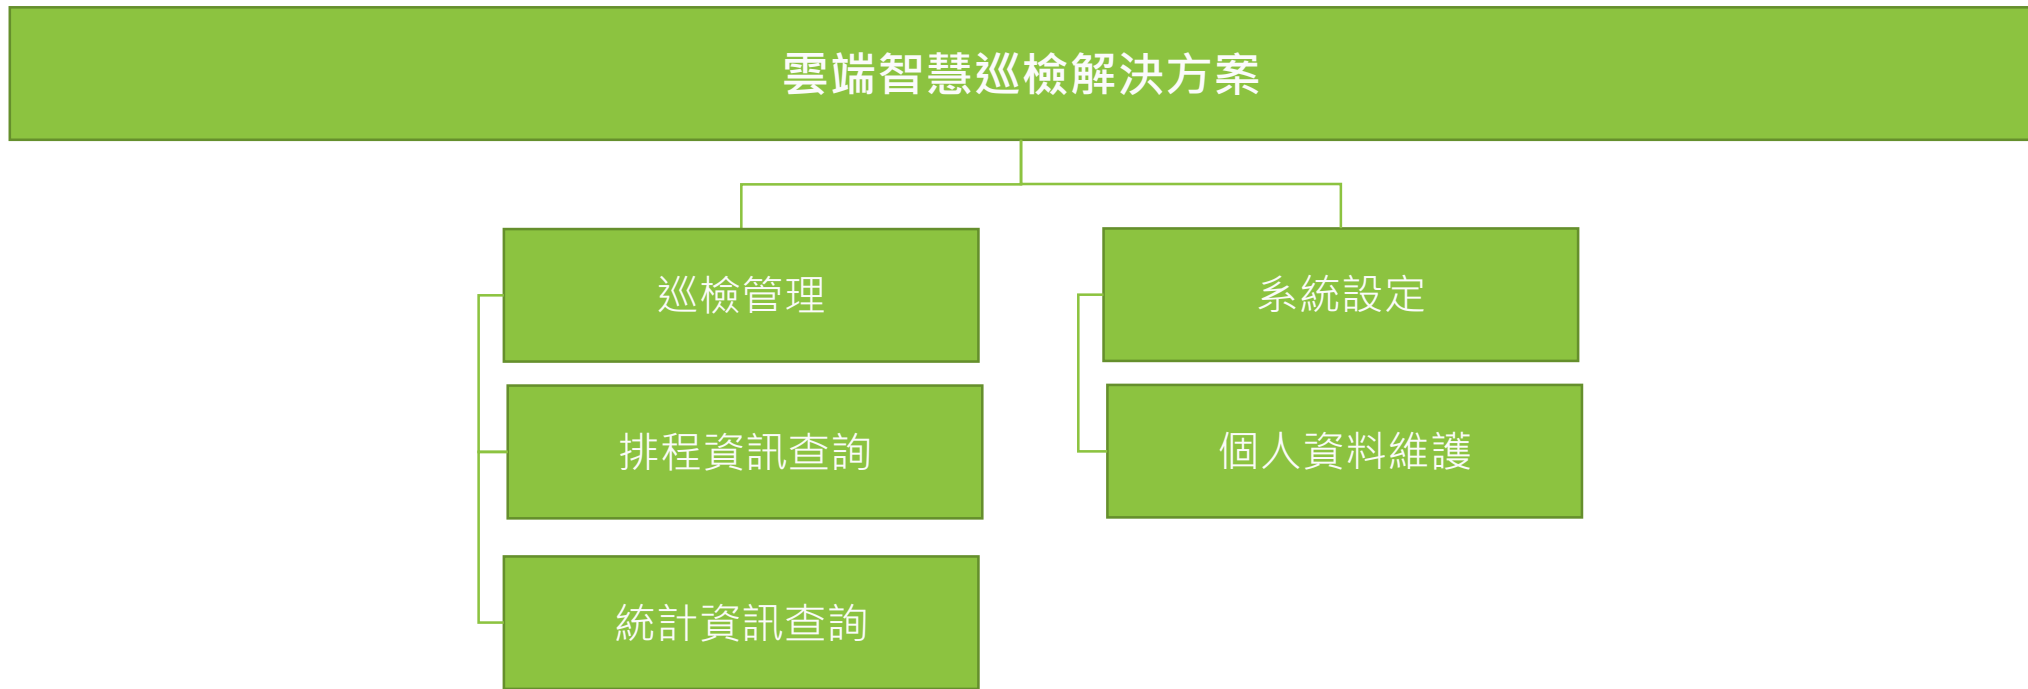 雲端智慧巡檢解決方案
巡檢管理
排程資訊查詢
統計資訊查詢
系統設定
個人資料維護